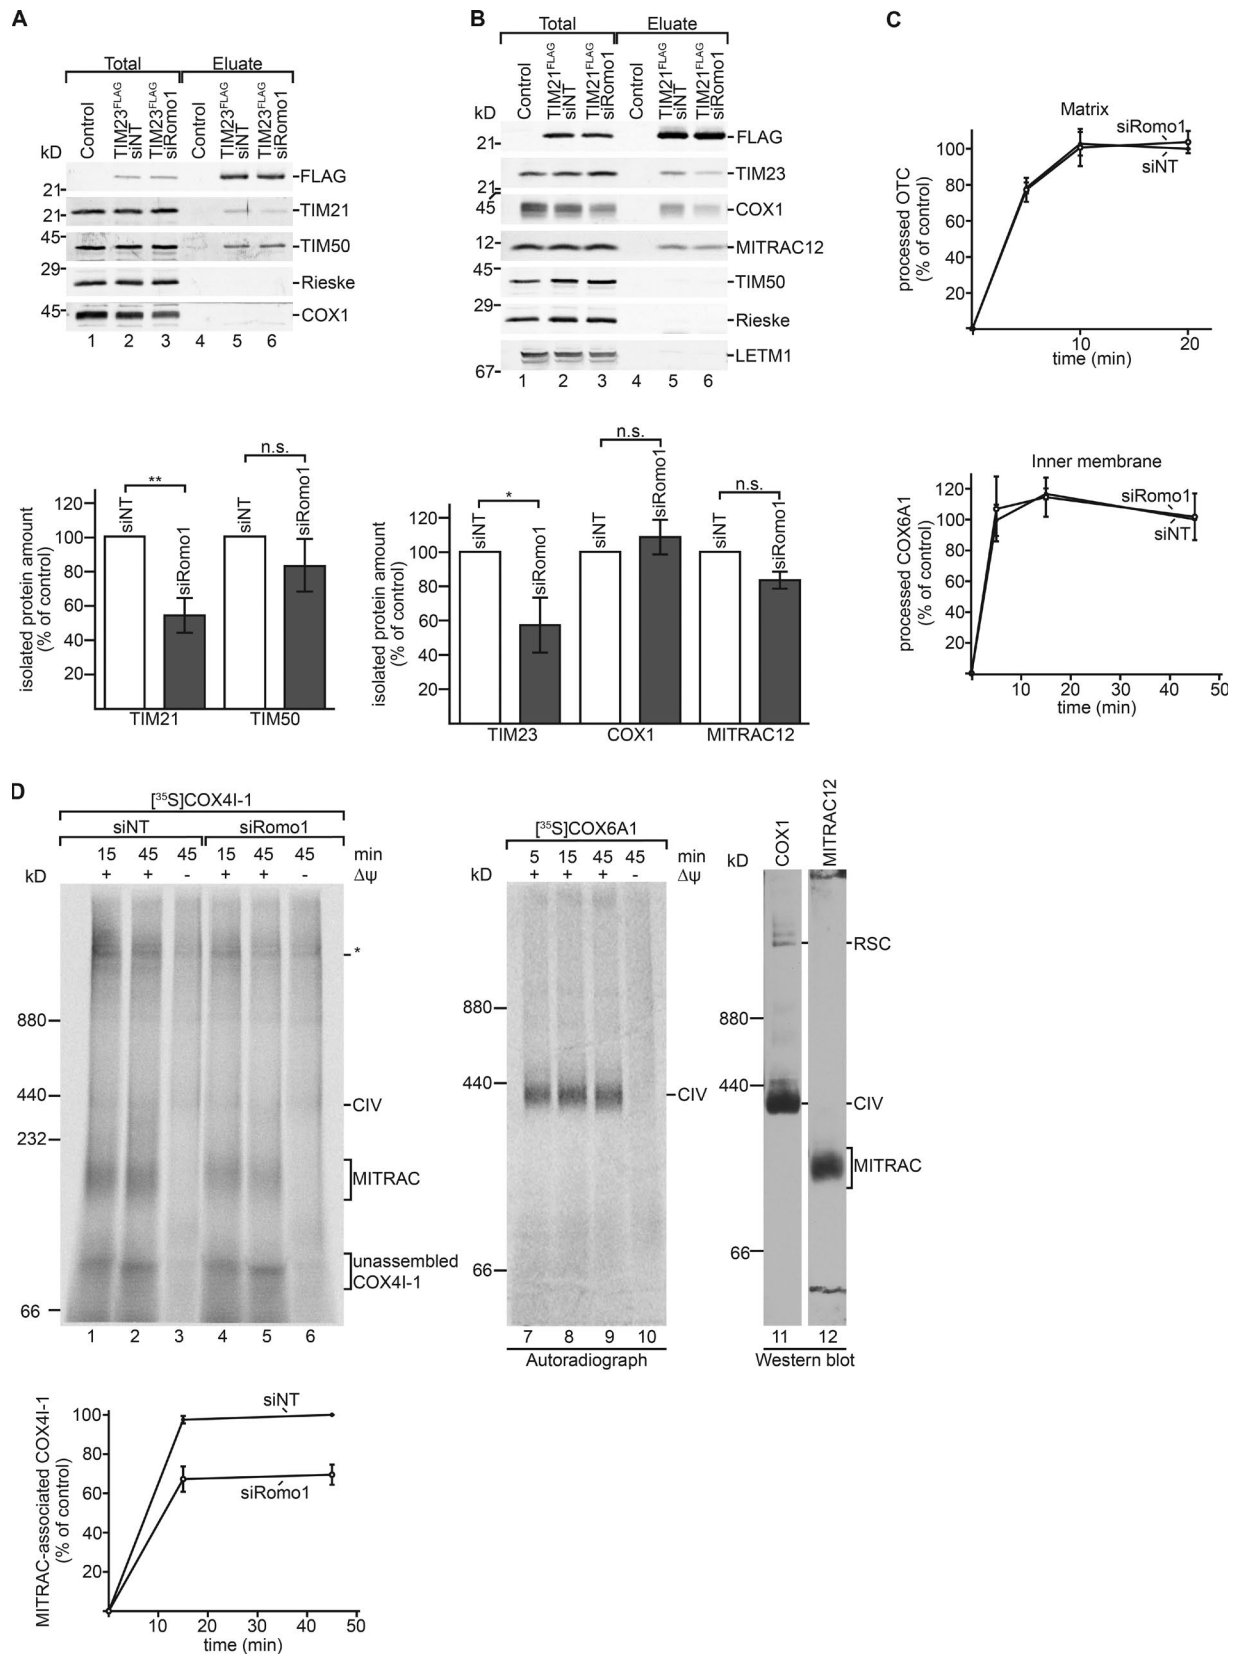 A
Total
Eluate
kD
Control
TIM23FLAG
siNT
TIM23FLAG
siRomo1
Control
TIM23FLAG
siNT
TIM23FLAG
siRomo1
21
FLAG
21
TIM21
45
TIM50
29
Rieske
45
COX1
1 2 3 4 5 6
isolated protein amount
(% of control)
120
100
80
60
40
20
siNT
**
siRomo1
siNT
n.s.
siRomo1
TIM21
TIM50
B
Total
Eluate
kD
Control
TIM21FLAG
siNT
TIM21FLAG
siRomo1
Control
TIM21FLAG
siNT
TIM21FLAG
siRomo1
21
FLAG
TIM23
21
45
COX1
12
MITRAC12
45
TIM50
29
Rieske
LETM1
67
1 2 3 4 5 6
isolated protein amount
(% of control)
120
100
80
60
40
20
siNT
*
siRomo1
siNT
n.s.
siRomo1
siNT
n.s.
siRomo1
TIM23
COX1
MITRAC12
C
Matrix
siRomo1
siNT
processed OTC
(% of control)
100
80
60
40
20
10
20
time (min)
Inner membrane
siRomo1
siNT
processed COX6A1
(% of control)
120
100
80
120
60
40
20
10 20 30 40 50
time (min)
D
[35S]COX4I-1
siNT
siRomo1
15 45 45 15 45 45 min
kD
+ + - + + - Δψ
*
880
440
CIV
232
MITRAC
unassembled
COX4I-1
66
1 2 3 4 5 6
[35S]COX6A1
5 15 45 45 min
kD
+ + + - Δψ
880
440
CIV
66
7 8 9 10
Autoradiograph
kD
COX1
MITRAC12
RSC
880
440
CIV
MITRAC
66
11 12
Western blot
MITRAC-associated COX4I-1
(% of control)
100
80
60
40
20
siNT
siRomo1
10 20 30 40 50
time (min)